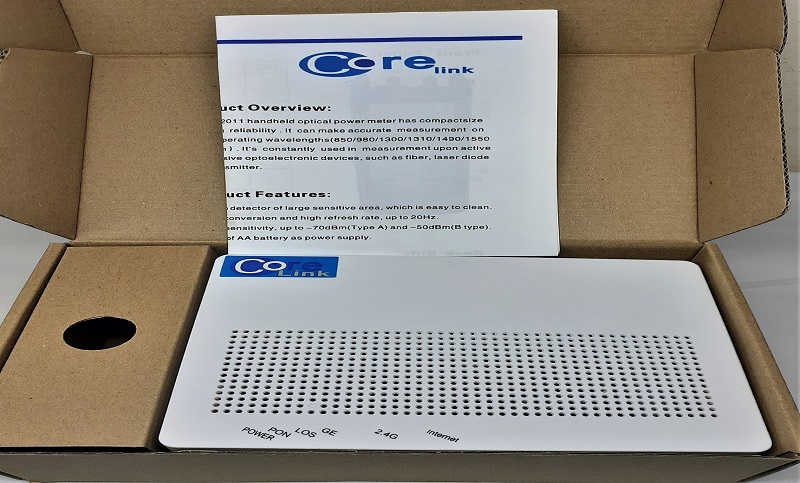 Core link
uct Overview:
2011 handheld optical power meter has compactsize
reliability. It can make accurate measurement on
perating wavelengths(850/980/1300/1310/1490/1550
). It's constantly used in measurement upon active
sive optoelectronic devices, such as fiber, laser diode
smitter.
uct Features:
detector of large sensitive area, which is easy to clean.
conversion and high refresh rate, up to 20Hz.
ensitivity, up to –70dBm(Type A) and –50dBm(B type).
of AA battery as power supply.
Core Link
POWER PON LOS GE 2.4G Internet